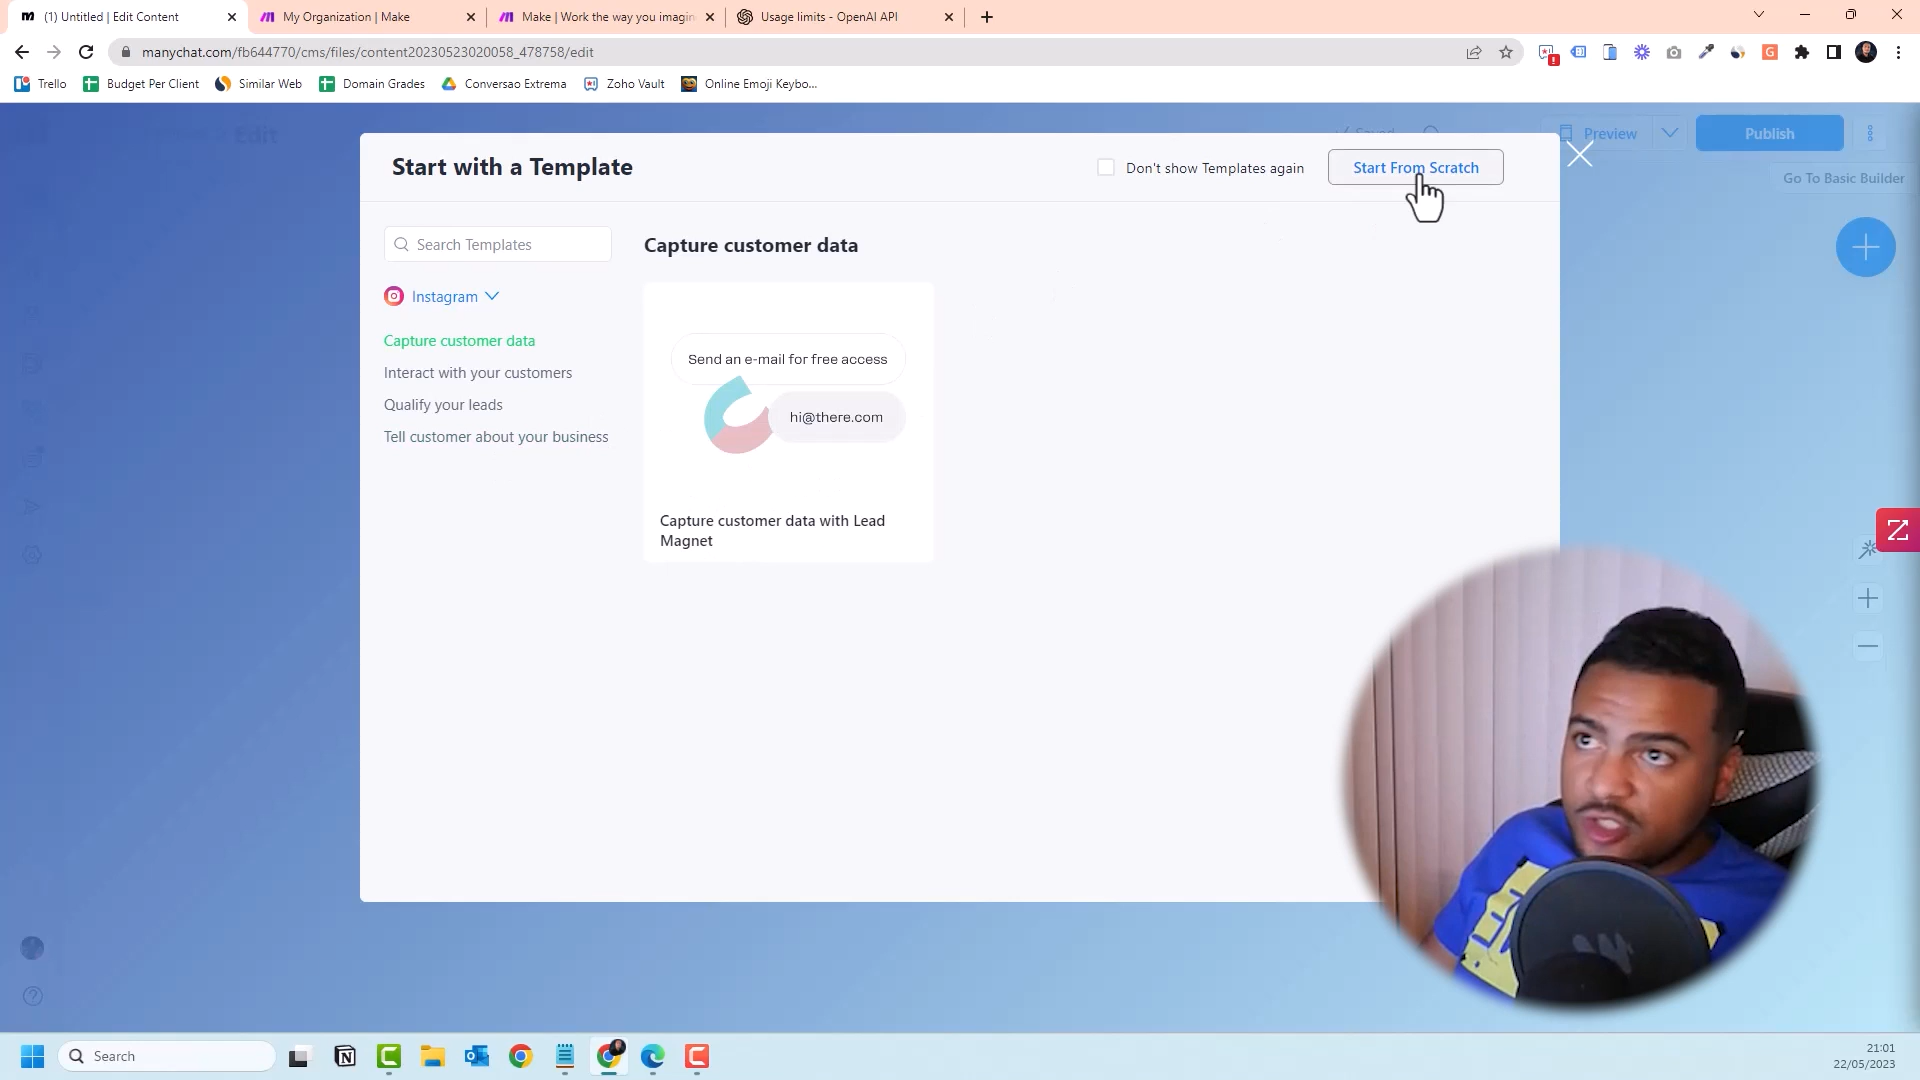 (1) Untitled | Edit Content
My Organization | Make
Make | Work the way you imagin
Usage limits - OpenAI API
manychat.com/fb644770/cms/files/content20230523020058_478758/edit
Trello
Budget Per Client
Similar Web
Domain Grades
Conversao Extrema
Zoho Vault
Online Emoji Keybo...
Edit
Saved
Preview
Publish
Go To Basic Builder
Start with a Template
Don't show Templates again
Start From Scratch
Search Templates
Instagram
Capture customer data
Interact with your customers
Qualify your leads
Tell customer about your business
Capture customer data
Send an e-mail for free access
hi@there.com
Capture customer data with Lead
Magnet
Search
21:01
22/05/2023